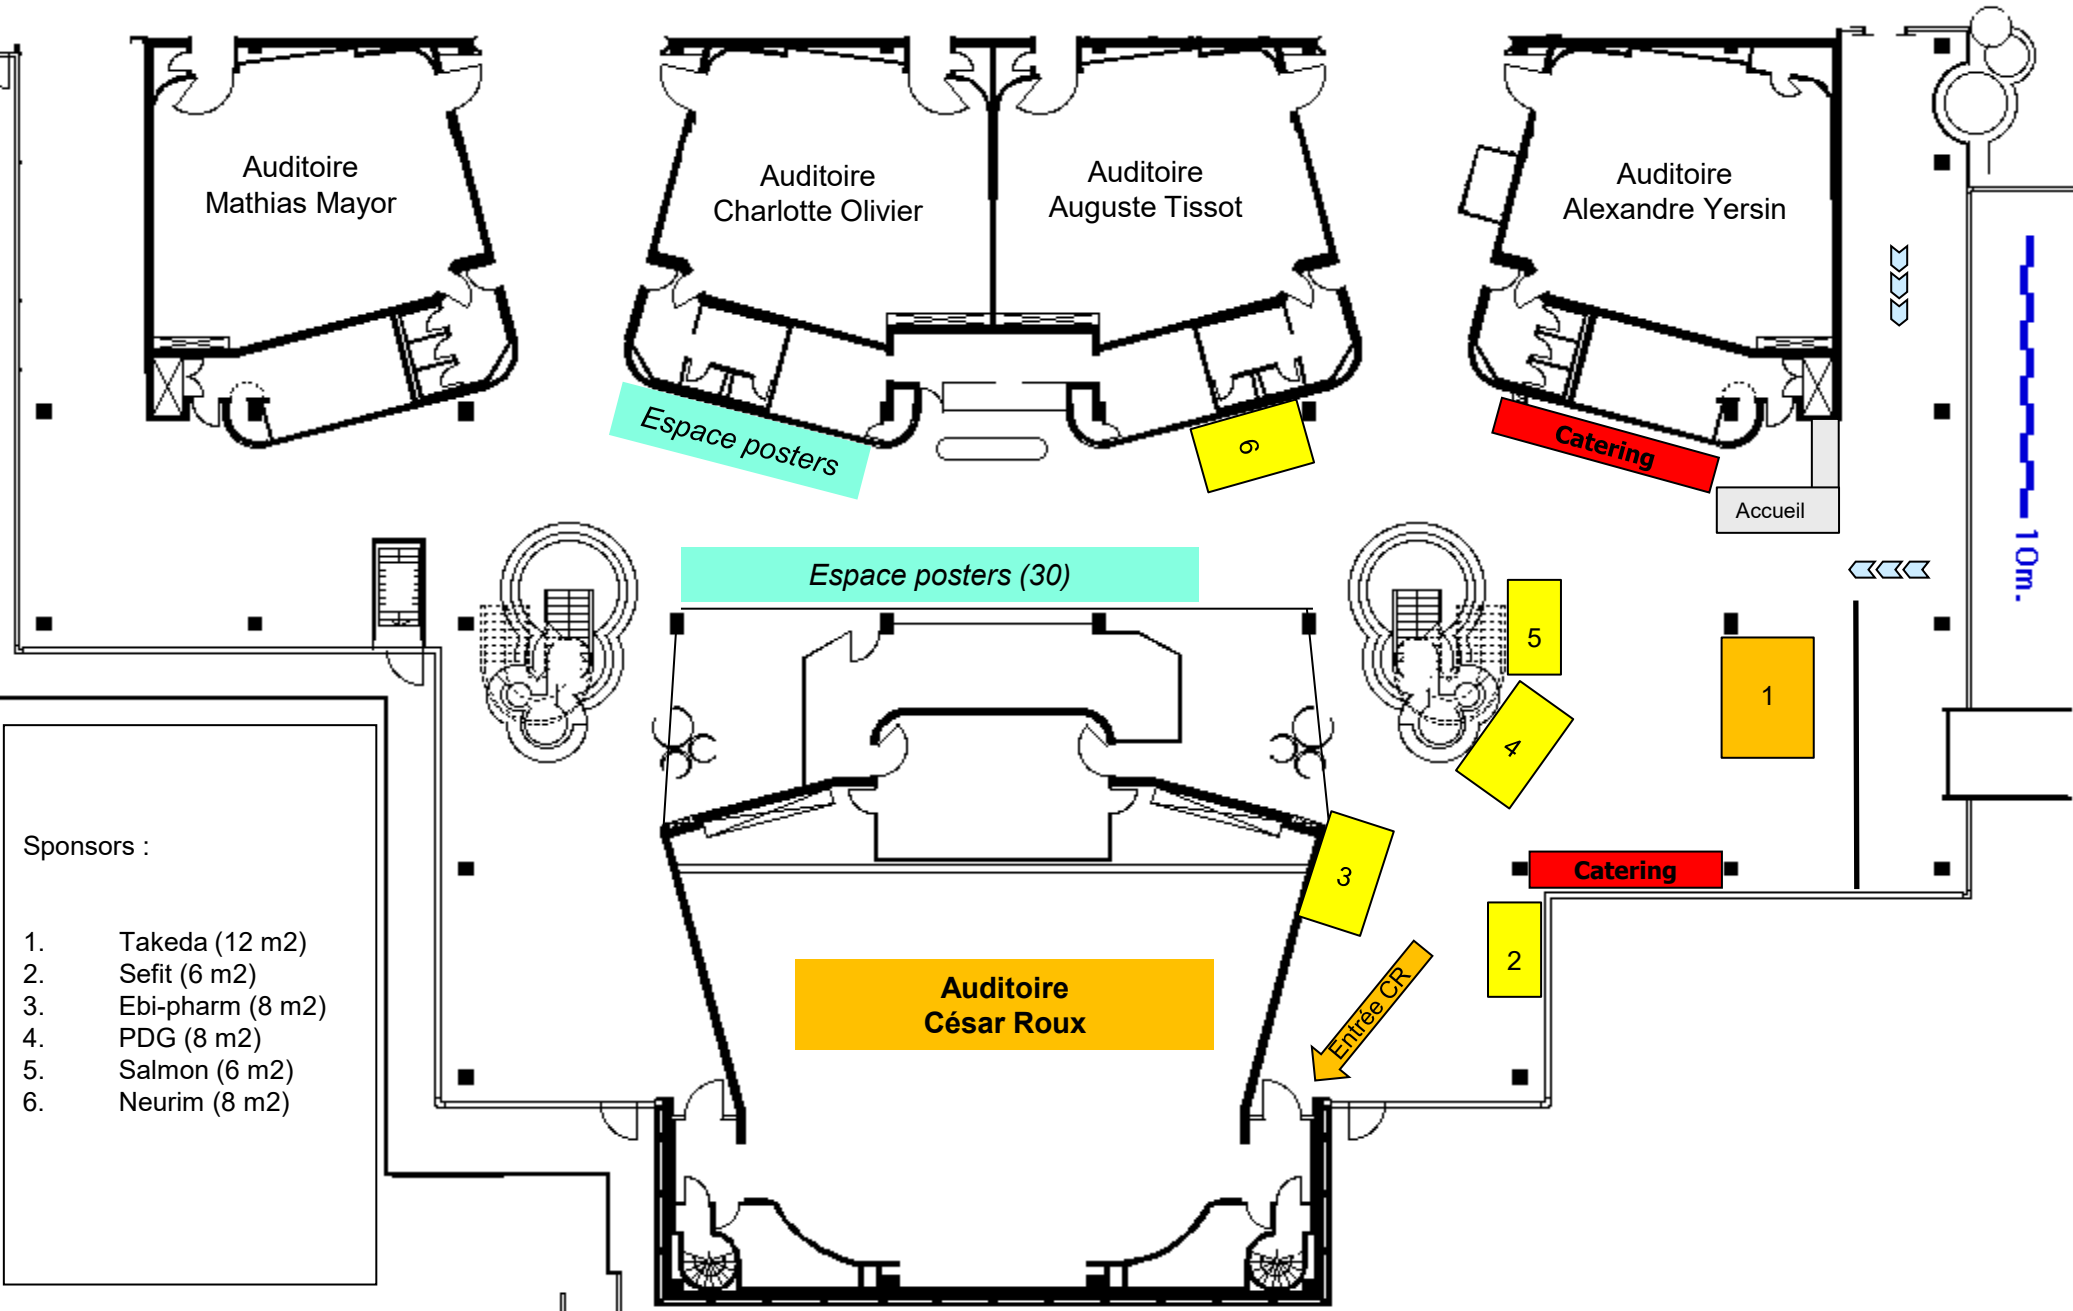 Auditoire
Mathias Mayor
Auditoire
Charlotte Olivier
Auditoire
Auguste Tissot
Auditoire
Alexandre Yersin
Espace posters
6
Catering
Accueil
10m.
Espace posters (30)
5
1
4
3
Catering
2
Entrée CR
Auditoire
César Roux
Sponsors :
1. Takeda (12 m2)
2. Sefit (6 m2)
3. Ebi-pharm (8 m2)
4. PDG (8 m2)
5. Salmon (6 m2)
6. Neurim (8 m2)